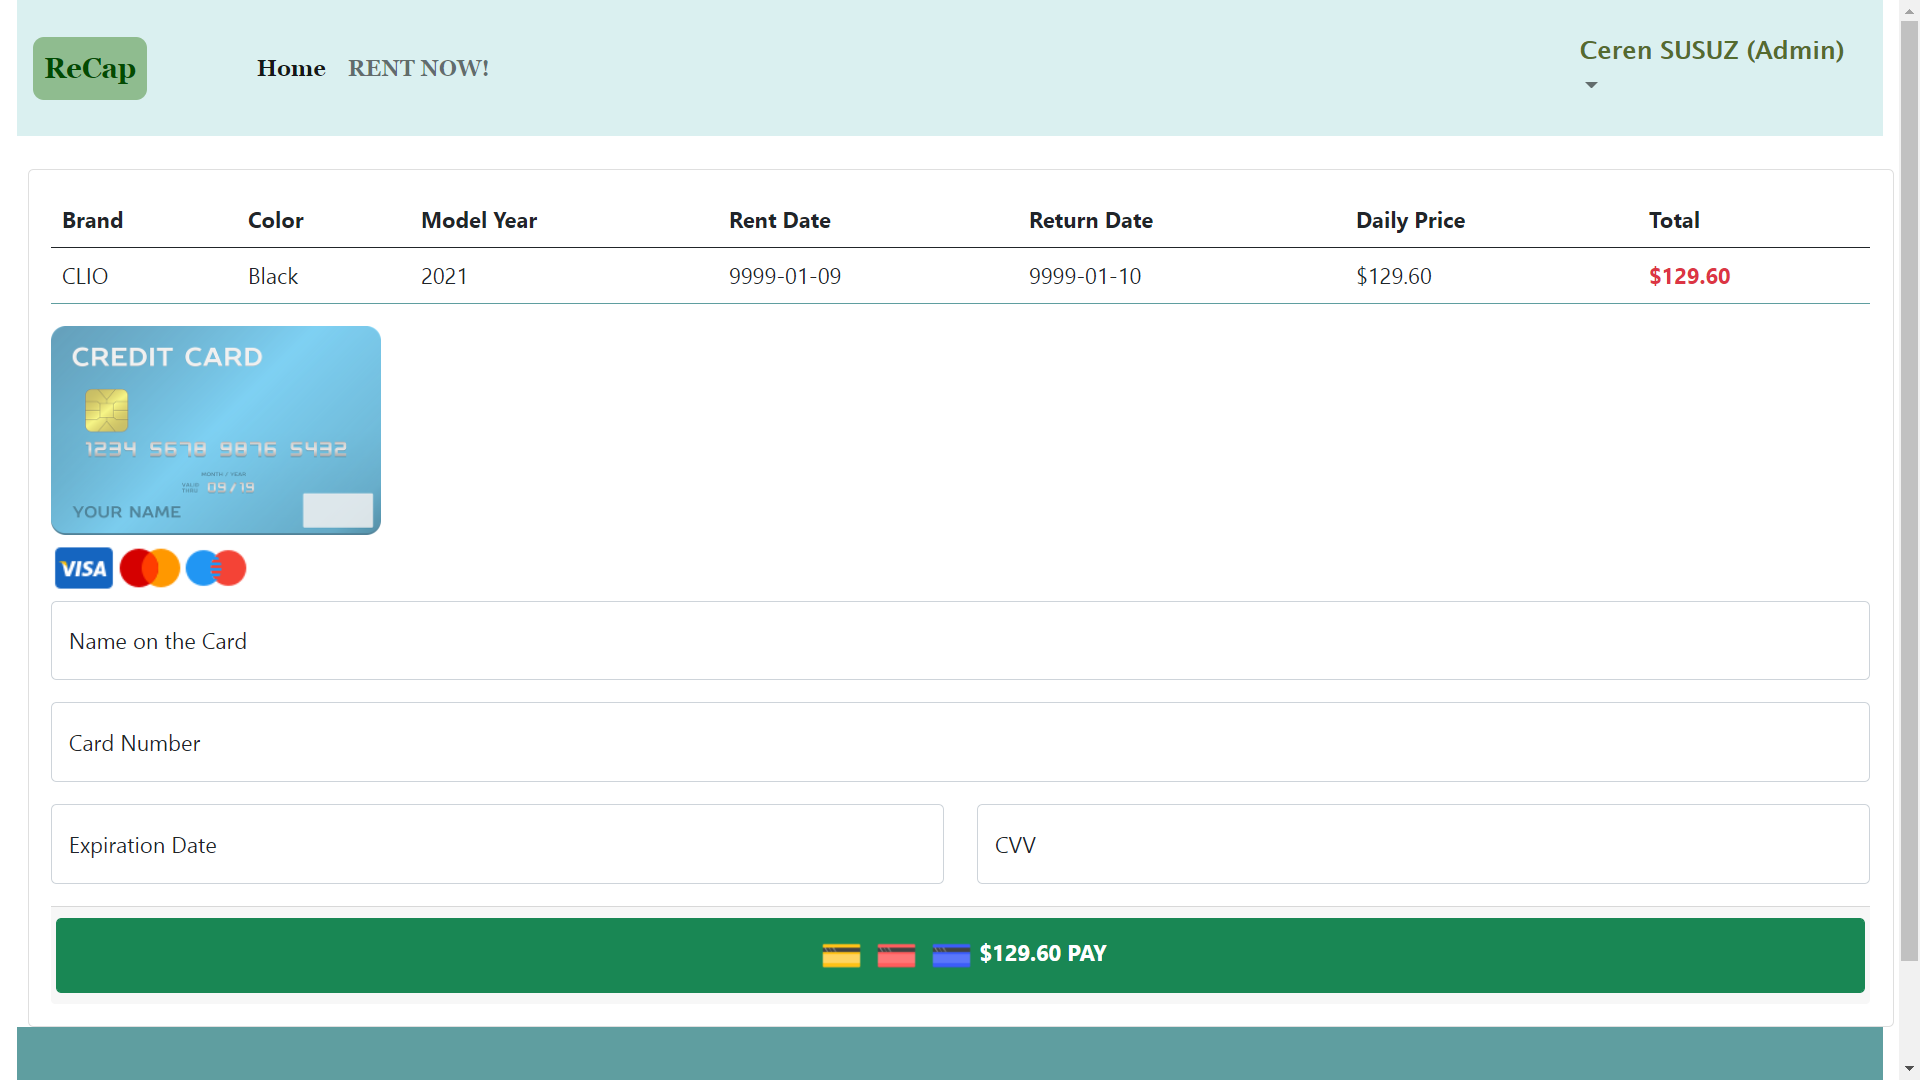 ReCap
Home RENT NOW!
Ceren SUSUZ (Admin)
Brand Color Model Year Rent Date Return Date Daily Price Total
CLIO Black 2021 9999-01-09 9999-01-10 $129.60 $129.60
CREDIT CARD
1234 5678 9876 5432
MONTH / YEAR
VALID
THRU
09/19
YOUR NAME
VISA
Name on the Card
Card Number
Expiration Date CVV
$129.60 PAY